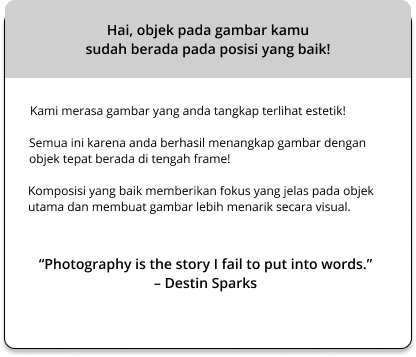 Hai, objek pada gambar kamu
sudah berada pada posisi yang baik!
Kami merasa gambar yang anda tangkap terlihat estetik!
Semua ini karena anda berhasil menangkap gambar dengan
objek tepat berada di tengah frame!
Komposisi yang baik memberikan fokus yang jelas pada objek
utama dan membuat gambar lebih menarik secara visual.
“Photography is the story I fail to put into words.”
– Destin Sparks